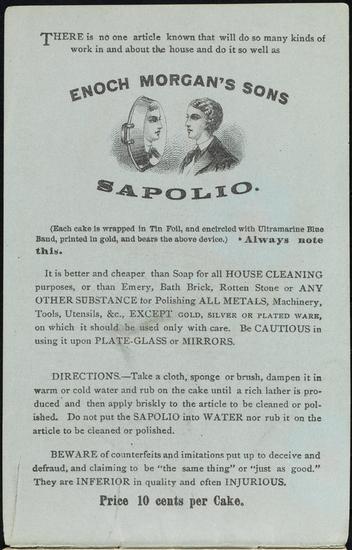 THERE is no one article known that will do so many kinds of
work in and about the house and do it so well as
ENOCH MORGAN'S SONS
SAPOLIO.
(Each cake is wrapped in Tin Foil, and encircled with Ultramarine Blue
Band, printed in gold, and bears the above device.) * Always note
this.
It is better and cheaper than Soap for all HOUSE CLEANING
purposes, or than Emery, Bath Brick, Rotten Stone or ANY
OTHER SUBSTANCE for Polishing ALL METALS, Machinery,
Tools, Utensils, &c., EXCEPT GOLD, SILVER OR PLATED WARE,
on which it should be used only with care. Be CAUTIOUS in
using it upon PLATE-GLASS or MIRRORS.
DIRECTIONS.—Take a cloth, sponge or brush, dampen it in
warm or cold water and rub on the cake until a rich lather is pro-
duced and then apply briskly to the article to be cleaned or pol-
ished. Do not put the SAPOLIO into WATER nor rub it on the
article to be cleaned or polished.
BEWARE of counterfeits and imitations put up to deceive and
defraud, and claiming to be "the same thing" or "just as good."
They are INFERIOR in quality and often INJURIOUS.
Price 10 cents per Cake.